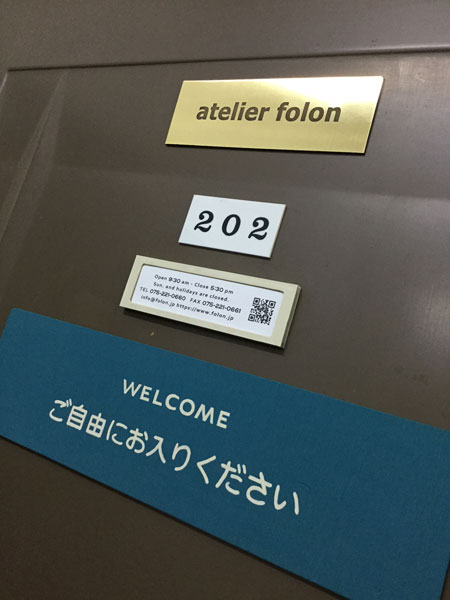 atelier folon
202
Open 9:30 am - Close 5:30 pm
Sun. and holidays are closed.
TEL 075-221-0660 FAX 075-221-0661
info@folon.jp https://www.folon.jp
WELCOME
ご自由にお入りください